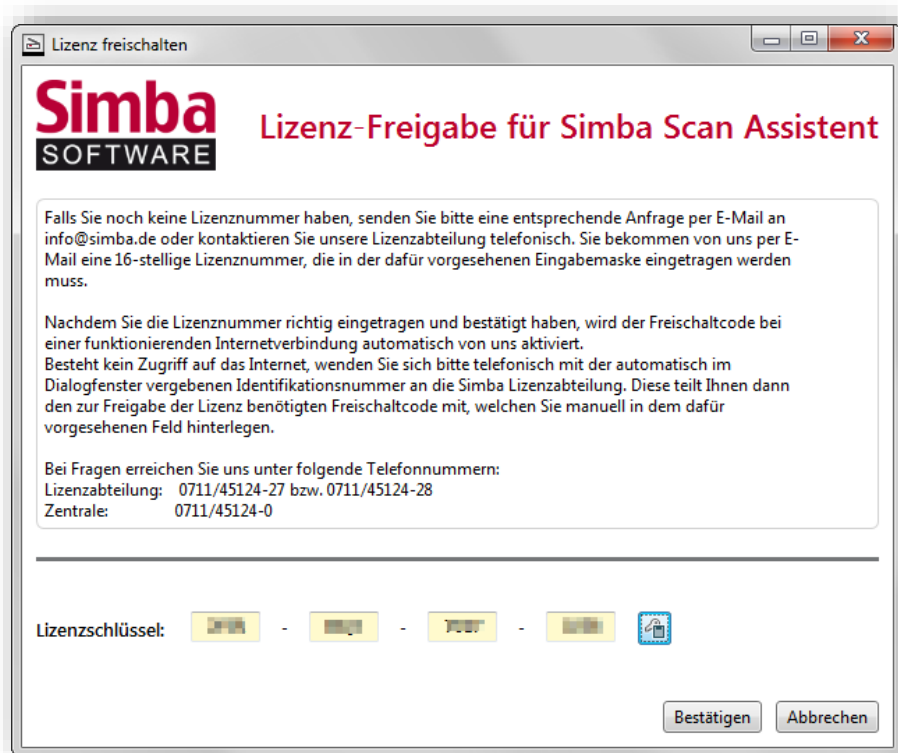 Lizenz freischalten
Simba
SOFTWARE
Lizenz-Freigabe für Simba Scan Assistent
Falls Sie noch keine Lizenznummer haben, senden Sie bitte eine entsprechende Anfrage per E-Mail an
info@simba.de oder kontaktieren Sie unsere Lizenzabteilung telefonisch. Sie bekommen von uns per E-
Mail eine 16-stellige Lizenznummer, die in der dafür vorgesehenen Eingabemaske eingetragen werden
muss.
Nachdem Sie die Lizenznummer richtig eingetragen und bestätigt haben, wird der Freischaltcode bei
einer funktionierenden Internetverbindung automatisch von uns aktiviert.
Besteht kein Zugriff auf das Internet, wenden Sie sich bitte telefonisch mit der automatisch im
Dialogfenster vergebenen Identifikationsnummer an die Simba Lizenzabteilung. Diese teilt Ihnen dann
den zur Freigabe der Lizenz benötigten Freischaltcode mit, welchen Sie manuell in dem dafür
vorgesehenen Feld hinterlegen.
Bei Fragen erreichen Sie uns unter folgende Telefonnummern:
Lizenzabteilung: 0711/45124-27 bzw. 0711/45124-28
Zentrale: 0711/45124-0
Lizenzschlüssel: - - -
Bestätigen Abbrechen